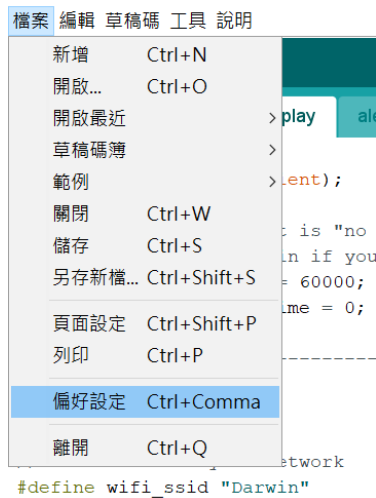 檔案 編輯 草稿碼 工具 說明
新增 Ctrl+N
開啟... Ctrl+O
開啟最近 >
play
草稿碼簿 >
範例 >
ent);
關閉 Ctrl+W
is "no
儲存 Ctrl+S
in if you
另存新檔... Ctrl+Shift+S
= 60000;
me = 0;
頁面設定 Ctrl+Shift+P
列印 Ctrl+P
偏好設定 Ctrl+Comma
離開 Ctrl+Q
etwork
#define wifi_ssid "Darwin"